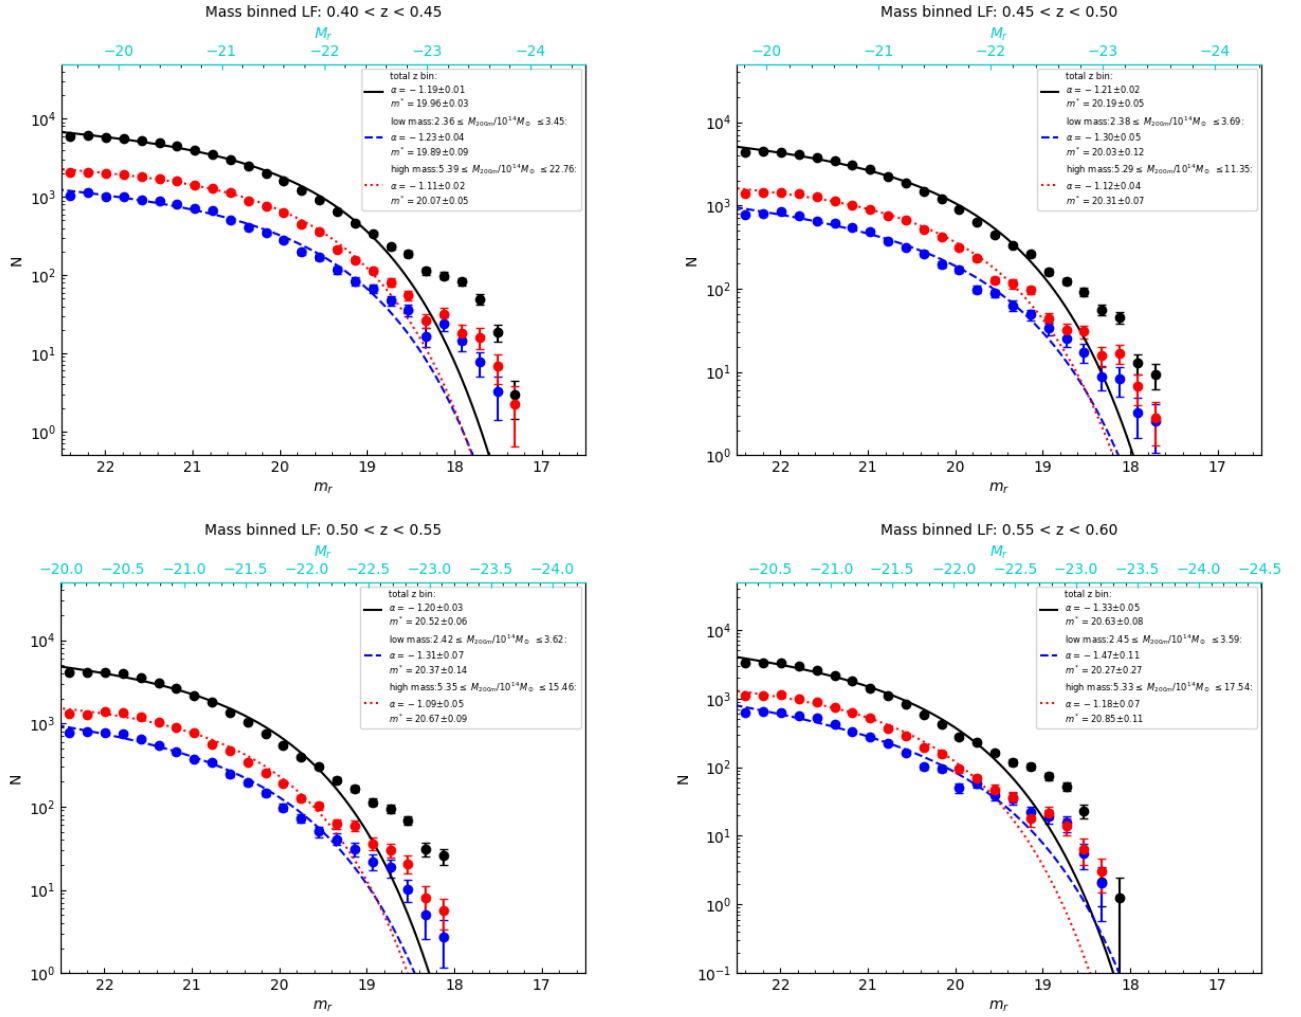 Mass binned LF: 0.40 < z < 0.45
M_r
−20 −21 −22 −23 −24
total z bin:
α = −1.19±0.01
m* = 19.96±0.03
low mass:2.36≤ M_200m/10^14 M_⊙ ≤3.45:
α = −1.23±0.04
m* = 19.89±0.09
high mass:5.39≤ M_200m/10^14 M_⊙ ≤22.76:
α = −1.11±0.02
m* = 20.07±0.05
10^4
10^3
10^2
10^1
10^0
N
22 21 20 19 18 17
m_r
Mass binned LF: 0.45 < z < 0.50
M_r
−20 −21 −22 −23 −24
total z bin:
α = −1.21±0.02
m* = 20.19±0.05
low mass:2.38≤ M_200m/10^14 M_⊙ ≤3.69:
α = −1.30±0.05
m* = 20.03±0.12
high mass:5.29≤ M_200m/10^14 M_⊙ ≤11.35:
α = −1.12±0.04
m* = 20.31±0.07
10^4
10^3
10^2
10^1
10^0
N
22 21 20 19 18 17
m_r
Mass binned LF: 0.50 < z < 0.55
M_r
−20.0 −20.5 −21.0 −21.5 −22.0 −22.5 −23.0 −23.5 −24.0
total z bin:
α = −1.20±0.03
m* = 20.52±0.06
low mass:2.42≤ M_200m/10^14 M_⊙ ≤3.62:
α = −1.31±0.07
m* = 20.37±0.14
high mass:5.35≤ M_200m/10^14 M_⊙ ≤15.46:
α = −1.09±0.05
m* = 20.67±0.09
10^4
10^3
10^2
10^1
10^0
N
22 21 20 19 18 17
m_r
Mass binned LF: 0.55 < z < 0.60
M_r
−20.5 −21.0 −21.5 −22.0 −22.5 −23.0 −23.5 −24.0 −24.5
total z bin:
α = −1.33±0.05
m* = 20.63±0.08
low mass:2.45≤ M_200m/10^14 M_⊙ ≤3.59:
α = −1.47±0.11
m* = 20.27±0.27
high mass:5.33≤ M_200m/10^14 M_⊙ ≤17.54:
α = −1.18±0.07
m* = 20.85±0.11
10^4
10^3
10^2
10^1
10^0
10^−1
N
22 21 20 19 18 17
m_r